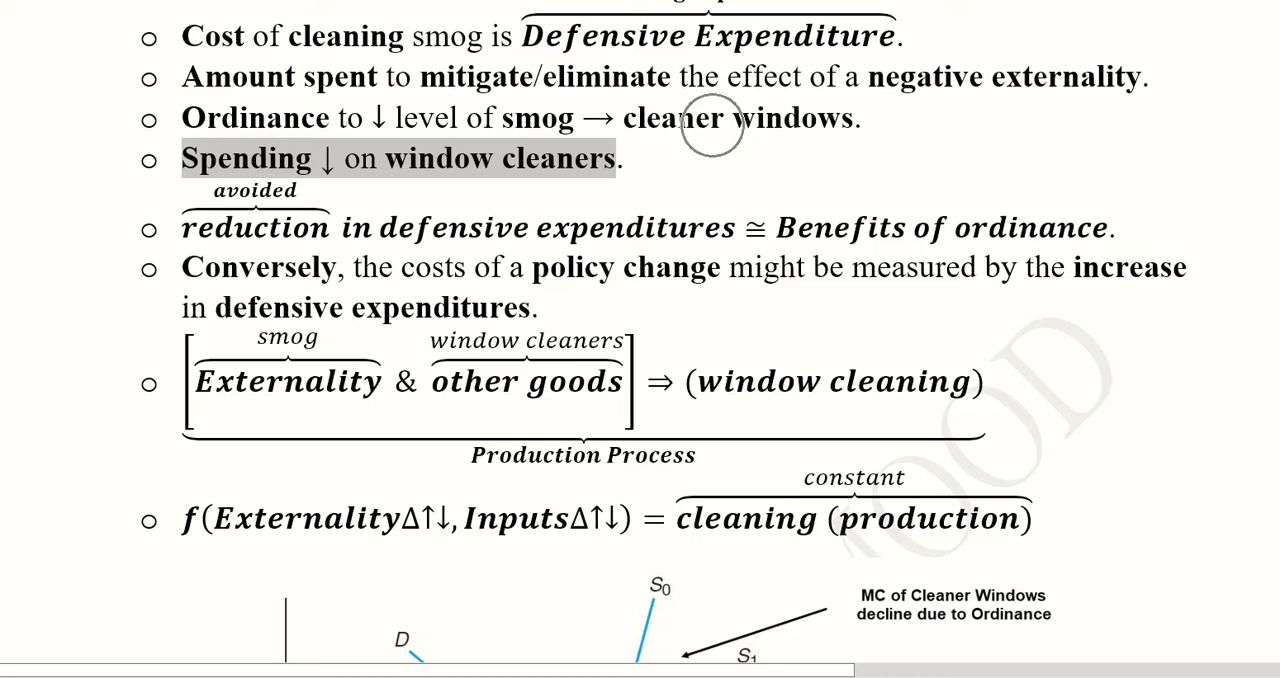 o Cost of cleaning smog is Defensive Expenditure.
o Amount spent to mitigate/eliminate the effect of a negative externality.
o Ordinance to ↓ level of smog → cleaner windows.
o Spending ↓ on window cleaners.
avoided
o reduction in defensive expenditures ≅ Benefits of ordinance.
o Conversely, the costs of a policy change might be measured by the increase
in defensive expenditures.
smog window cleaners
o [Externality & other goods] ⇒ (window cleaning)
Production Process
constant
o f(ExternalityΔ↑↓, InputsΔ↑↓) = cleaning (production)
S₀
MC of Cleaner Windows
decline due to Ordinance
D
S₁